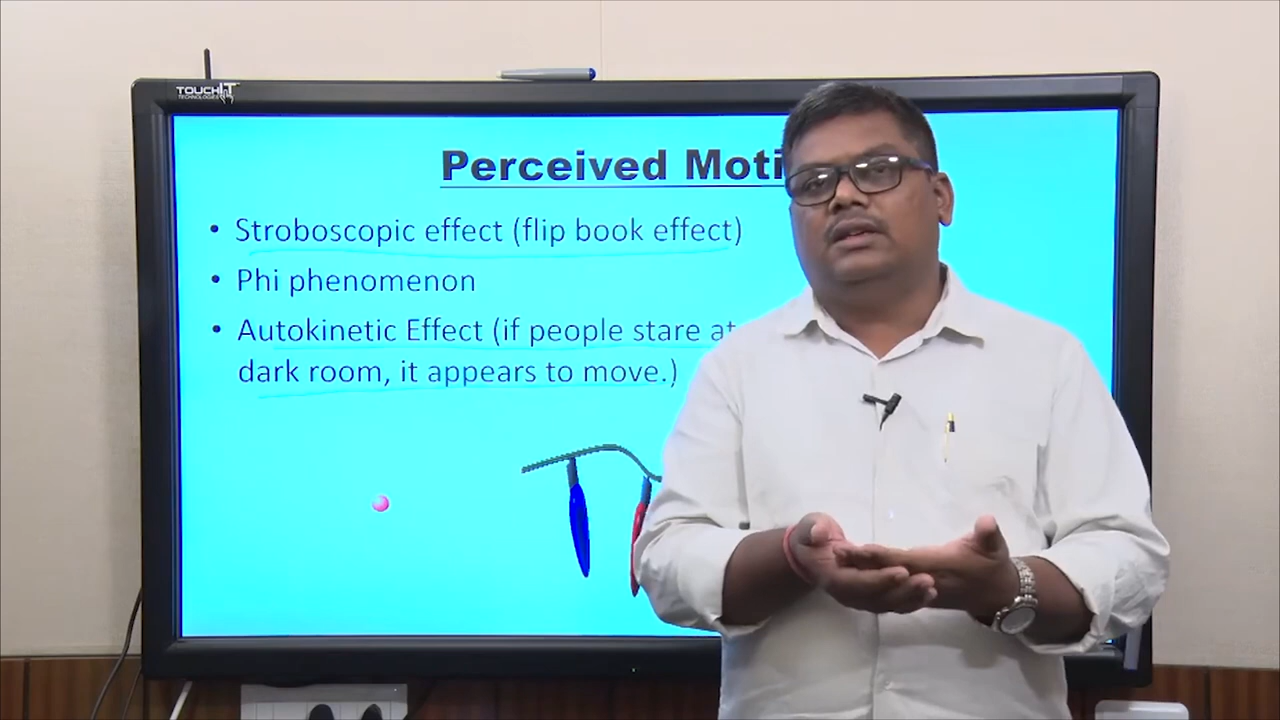 TOUCHIT
TECHNOLOGIES
Perceived Moti
• Stroboscopic effect (flip book effect)
• Phi phenomenon
• Autokinetic Effect (if people stare at
dark room, it appears to move.)